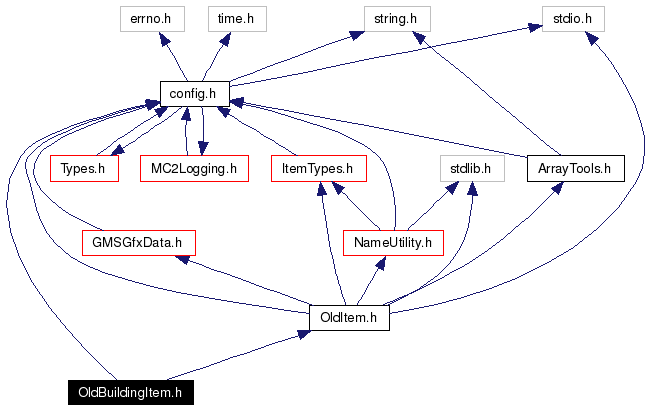 errno.h
time.h
string.h
stdio.h
config.h
Types.h
MC2Logging.h
ItemTypes.h
stdlib.h
ArrayTools.h
GMSGfxData.h
NameUtility.h
OldItem.h
OldBuildingItem.h